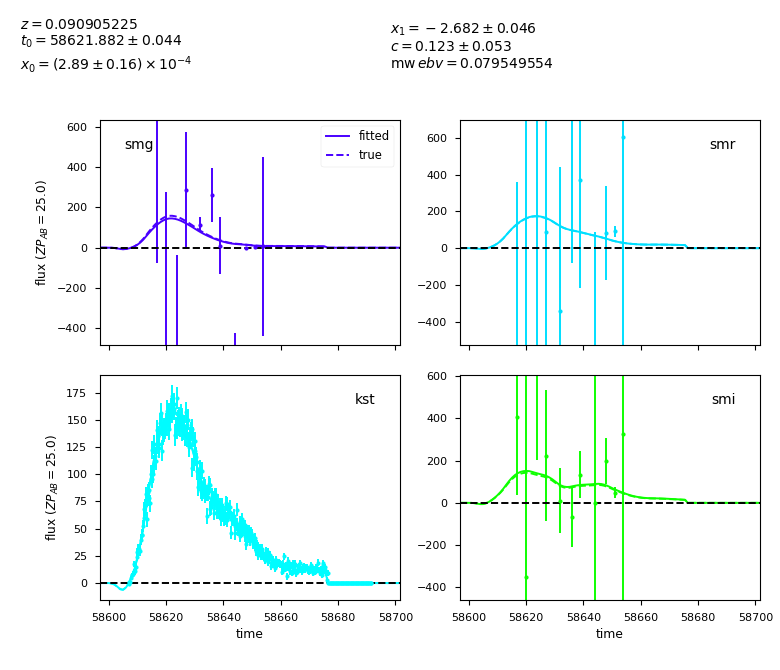 z = 0.090905225
t₀ = 58621.882 ± 0.044
x₀ = (2.89 ± 0.16) × 10⁻⁴
x₁ = −2.682 ± 0.046
c = 0.123 ± 0.053
mw ebv = 0.079549554
smg
fitted
true
flux (ZP_AB = 25.0)
600
400
200
0
−200
−400
smr
600
400
200
0
−200
−400
kst
flux (ZP_AB = 25.0)
175
150
125
100
75
50
25
0
58600 58620 58640 58660 58680 58700
time
smi
600
400
200
0
−200
−400
58600 58620 58640 58660 58680 58700
time